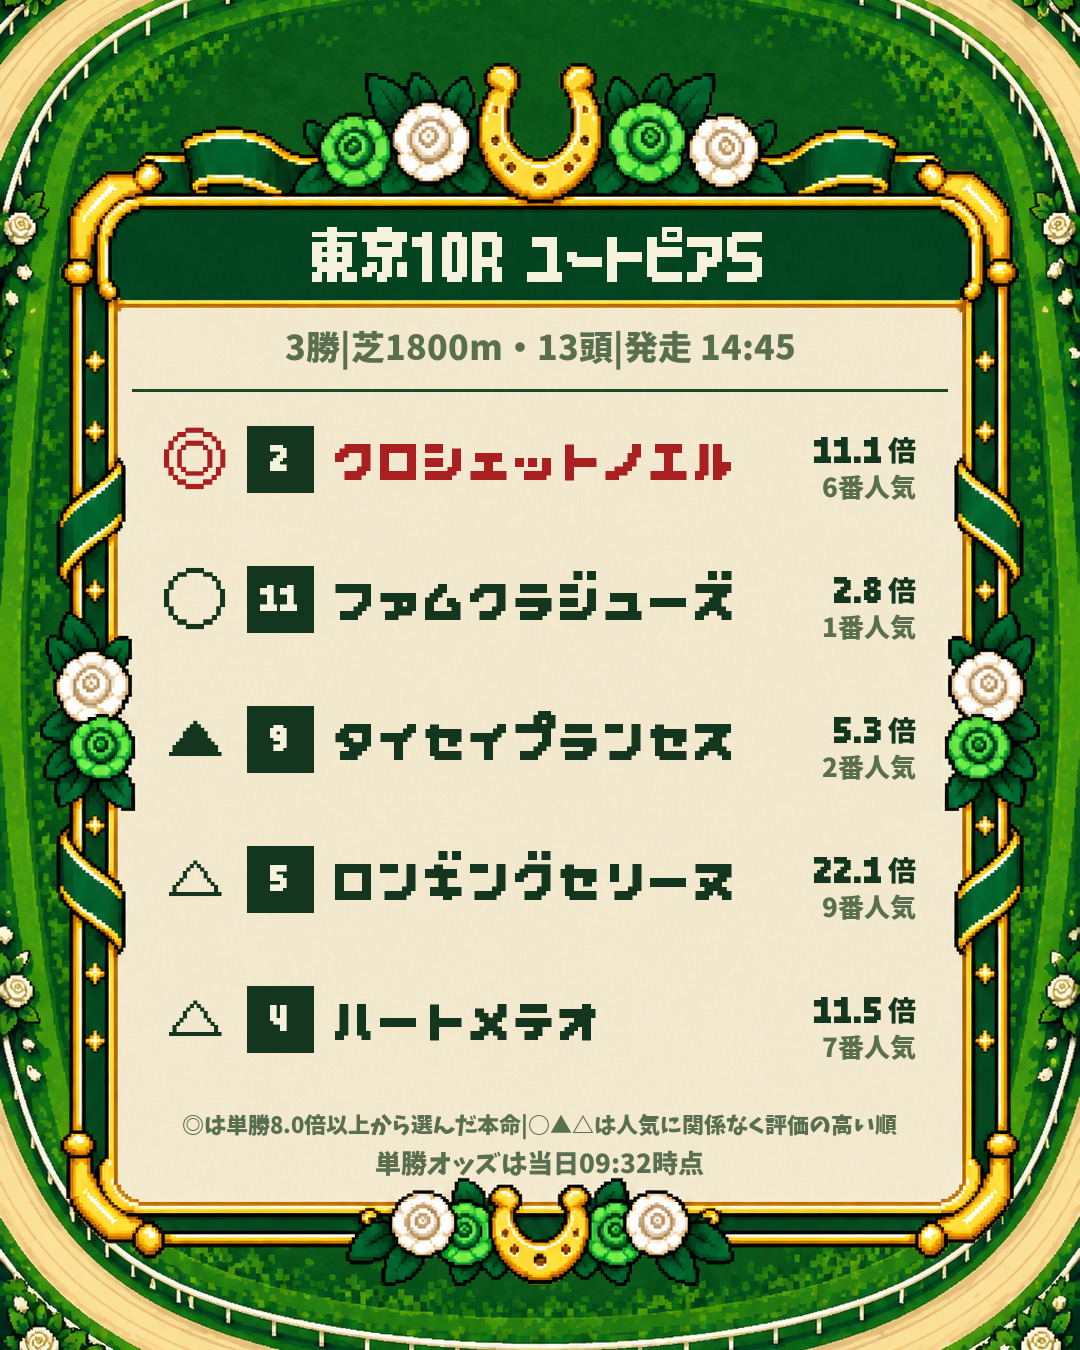 東京10R ユートピアS
3勝|芝1800m・13頭|発走 14:45
◎ 2 クロシェットノエル 11.1倍
6番人気
○ 11 ファムクラジューズ 2.8倍
1番人気
▲ 9 タイセイプランセス 5.3倍
2番人気
△ 5 ロンギングセリーヌ 22.1倍
9番人気
△ 4 ハートメテオ 11.5倍
7番人気
◎は単勝8.0倍以上から選んだ本命|○▲△は人気に関係なく評価の高い順
単勝オッズは当日09:32時点